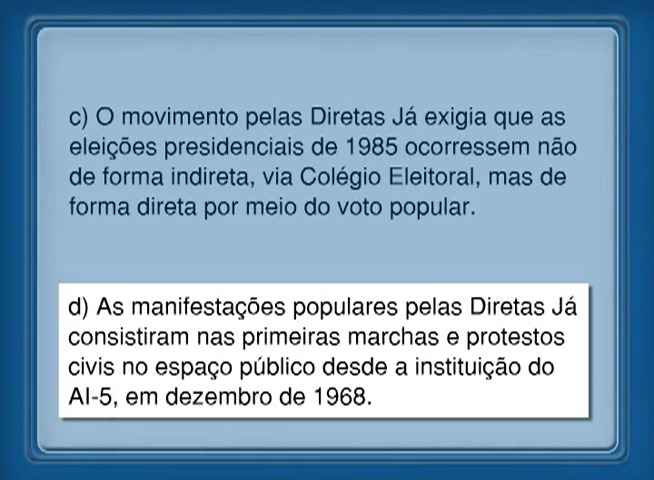 c) O movimento pelas Diretas Já exigia que as
eleições presidenciais de 1985 ocorressem não
de forma indireta, via Colégio Eleitoral, mas de
forma direta por meio do voto popular.
d) As manifestações populares pelas Diretas Já
consistiram nas primeiras marchas e protestos
civis no espaço público desde a instituição do
AI-5, em dezembro de 1968.